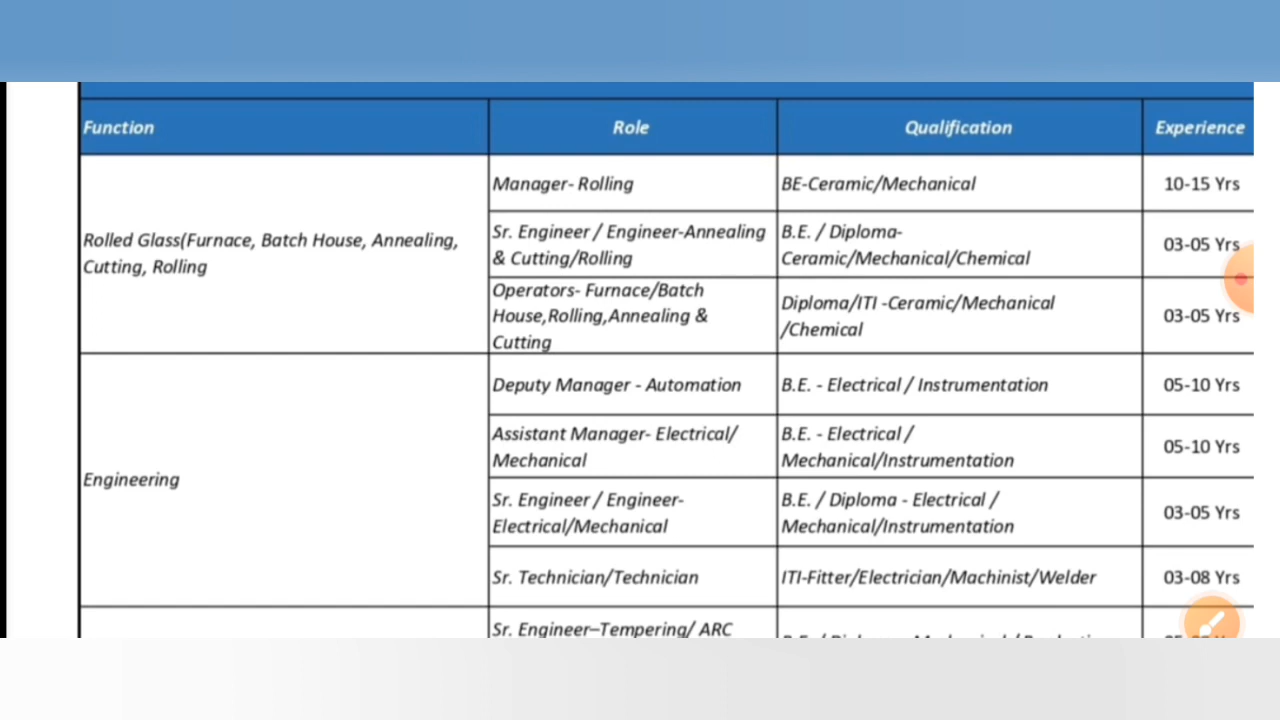 Function Role Qualification Experience
Manager- Rolling BE-Ceramic/Mechanical 10-15 Yrs
Rolled Glass(Furnace, Batch House, Annealing,
Cutting, Rolling
Sr. Engineer / Engineer-Annealing
& Cutting/Rolling
B.E. / Diploma-
Ceramic/Mechanical/Chemical
03-05 Yrs
Operators- Furnace/Batch
House,Rolling,Annealing &
Cutting
Diploma/ITI -Ceramic/Mechanical
/Chemical
03-05 Yrs
Engineering
Deputy Manager - Automation B.E. - Electrical / Instrumentation 05-10 Yrs
Assistant Manager- Electrical/
Mechanical
B.E. - Electrical /
Mechanical/Instrumentation
05-10 Yrs
Sr. Engineer / Engineer-
Electrical/Mechanical
B.E. / Diploma - Electrical /
Mechanical/Instrumentation
03-05 Yrs
Sr. Technician/Technician ITI-Fitter/Electrician/Machinist/Welder 03-08 Yrs
Sr. Engineer–Tempering/ ARC